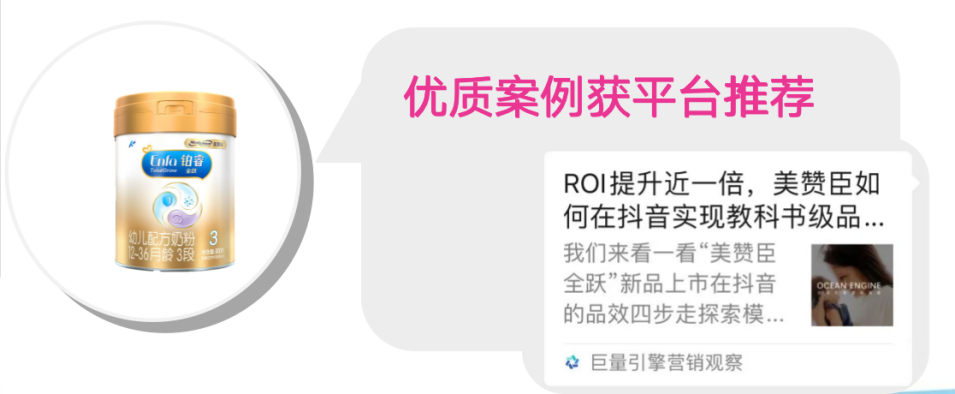 优质案例获平台推荐
Enfa 铂睿
幼儿配方奶粉
12-36月龄 3段
3
ROI提升近一倍，美赞臣如
何在抖音实现教科书级品...
我们来看一看“美赞臣
全跃”新品上市在抖音
的品效四步走探索模...
OCEAN ENGINE
巨量引擎营销观察